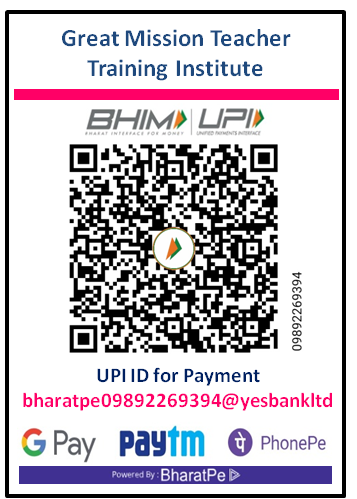 Great Mission Teacher
Training Institute
BHIM UPI
BHARAT INTERFACE FOR MONEY UNIFIED PAYMENTS INTERFACE
09892269394
UPI ID for Payment
bharatpe09892269394@yesbankltd
G Pay paytm पे PhonePe
Powered By : BharatPe